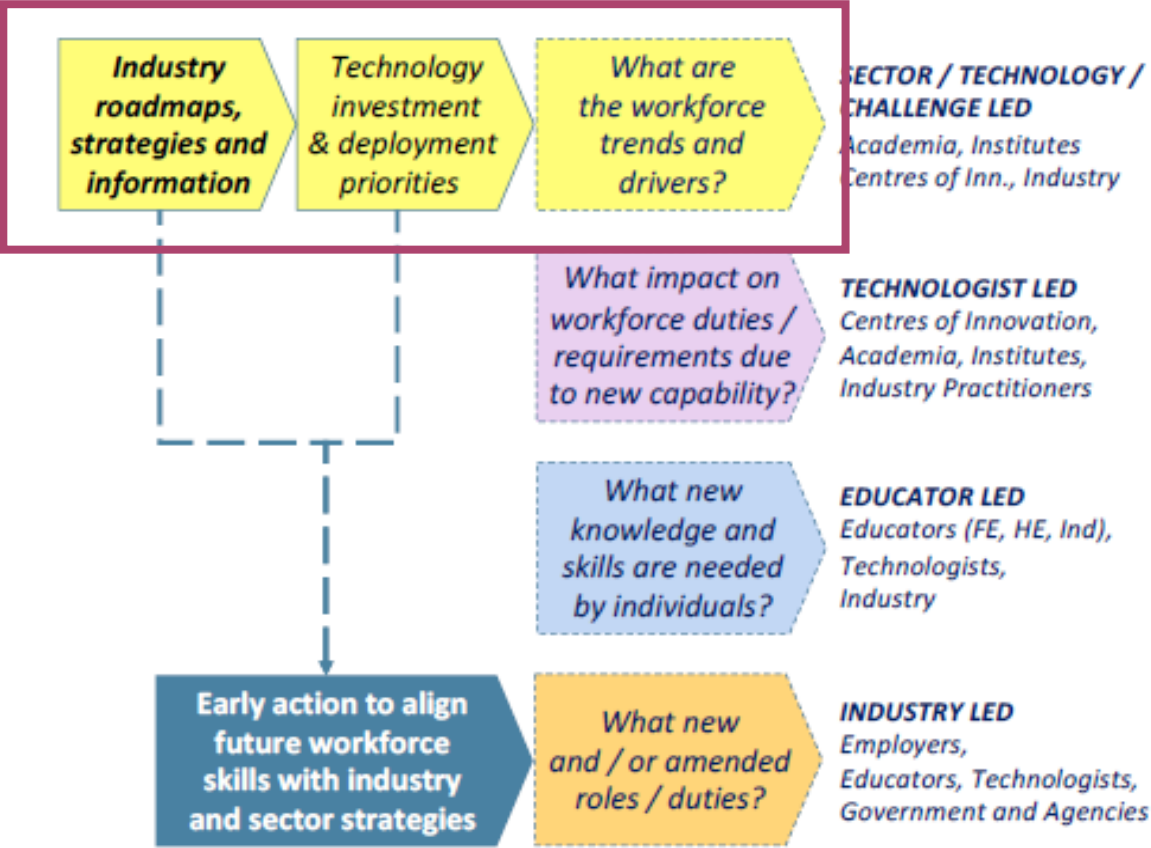 Industry
roadmaps,
strategies and
information
Technology
investment
& deployment
priorities
What are
the workforce
trends and
drivers?
SECTOR / TECHNOLOGY /
CHALLENGE LED
Academia, Institutes
Centres of Inn., Industry
What impact on
workforce duties /
requirements due
to new capability?
TECHNOLOGIST LED
Centres of Innovation,
Academia, Institutes,
Industry Practitioners
What new
knowledge and
skills are needed
by individuals?
EDUCATOR LED
Educators (FE, HE, Ind),
Technologists,
Industry
Early action to align
future workforce
skills with industry
and sector strategies
What new
and / or amended
roles / duties?
INDUSTRY LED
Employers,
Educators, Technologists,
Government and Agencies